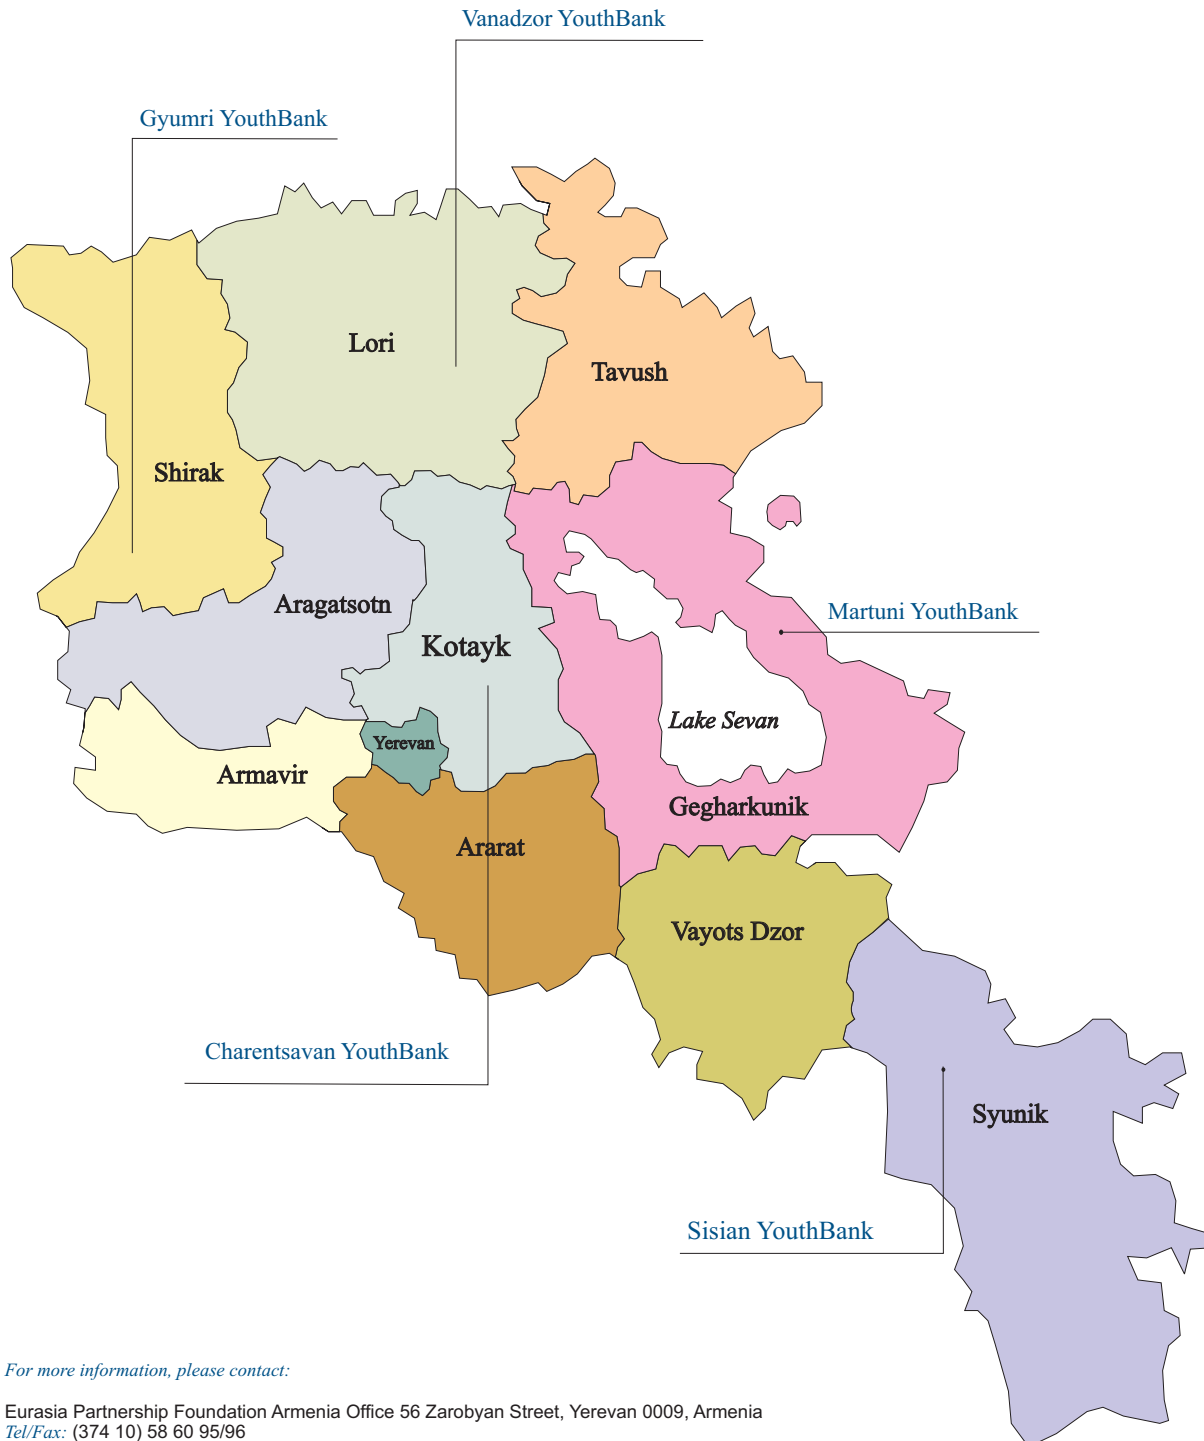 Vanadzor YouthBank
Gyumri YouthBank
Lori
Tavush
Shirak
Aragatsotn
Martuni YouthBank
Kotayk
Lake Sevan
Yerevan
Armavir
Gegharkunik
Ararat
Vayots Dzor
Charentsavan YouthBank
Syunik
Sisian YouthBank
For more information, please contact:
Eurasia Partnership Foundation Armenia Office 56 Zarobyan Street, Yerevan 0009, Armenia
Tel/Fax: (374 10) 58 60 95/96